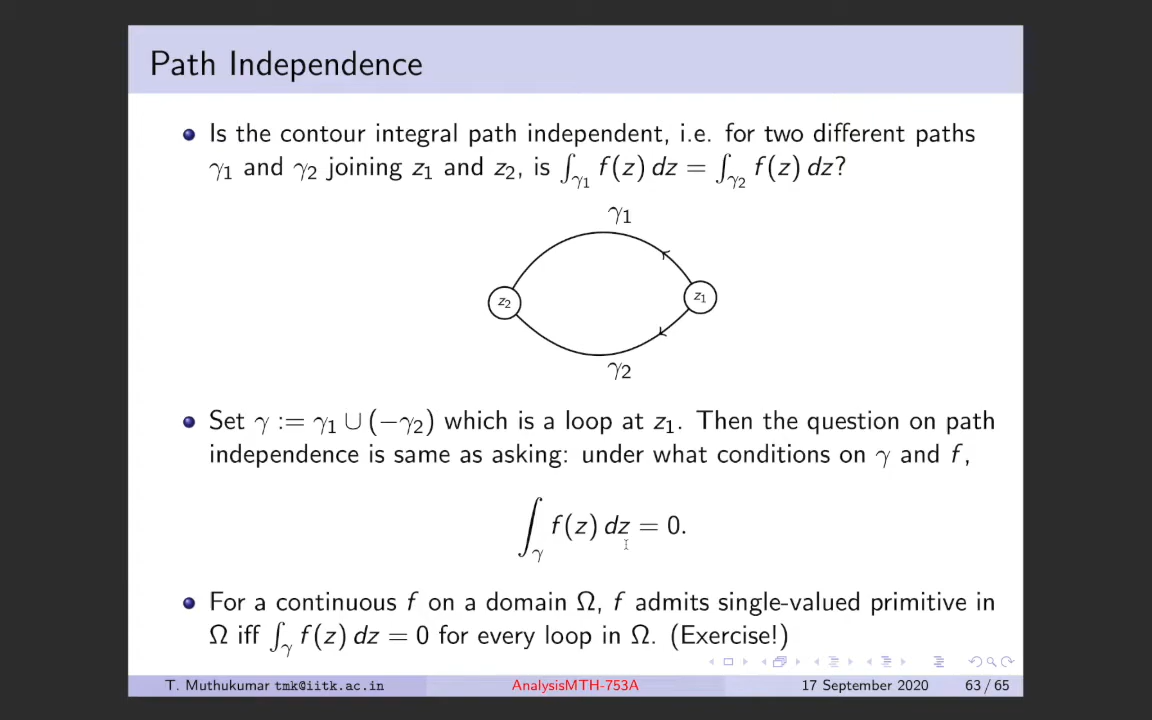 Path Independence
Is the contour integral path independent, i.e. for two different paths
γ1 and γ2 joining z1 and z2, is ∫γ1 f(z) dz = ∫γ2 f(z) dz?
γ1
z2
z1
γ2
Set γ := γ1 ∪ (−γ2) which is a loop at z1. Then the question on path
independence is same as asking: under what conditions on γ and f,
∫γ f(z) dz = 0.
For a continuous f on a domain Ω, f admits single-valued primitive in
Ω iff ∫γ f(z) dz = 0 for every loop in Ω. (Exercise!)
T. Muthukumar tmk@iitk.ac.in AnalysisMTH-753A 17 September 2020 63 / 65